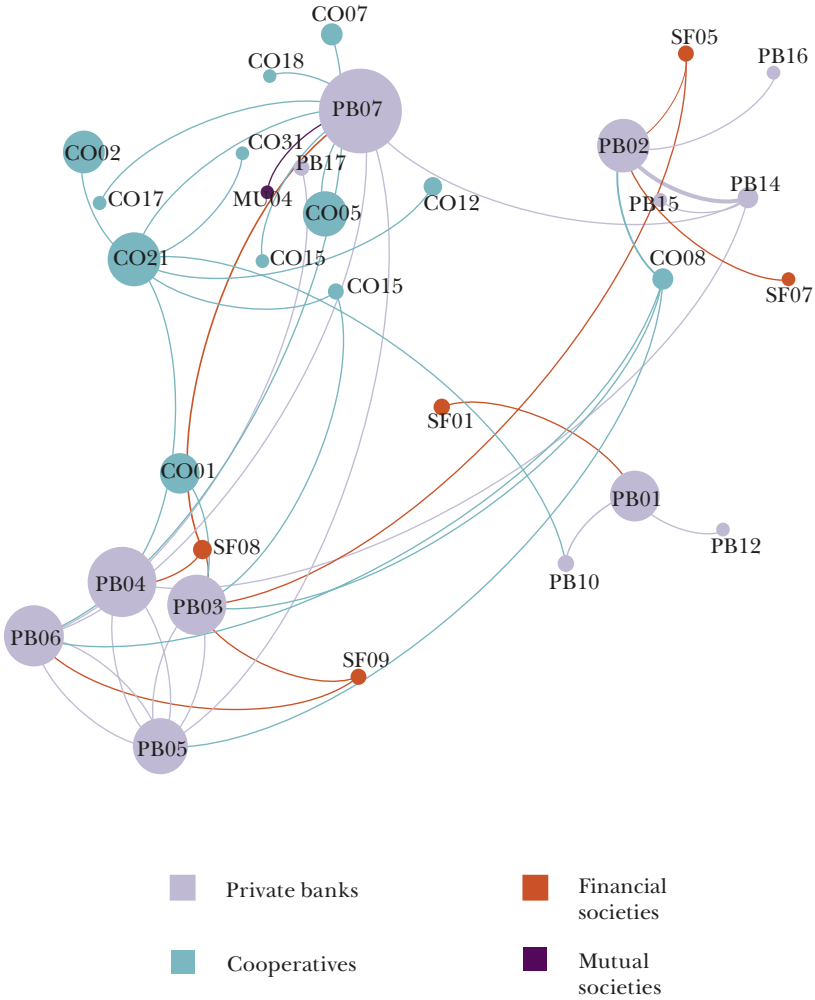 CO07
SF05
PB16
CO18
PB07
PB02
CO31
CO02
PB17
PB14
CO17
MU04
CO12
PB15
CO05
CO21
CO15
CO08
CO15
SF07
SF01
CO01
PB01
SF08
PB12
PB04
PB10
PB03
PB06
SF09
PB05
Private banks
Financial
societies
Cooperatives
Mutual
societies